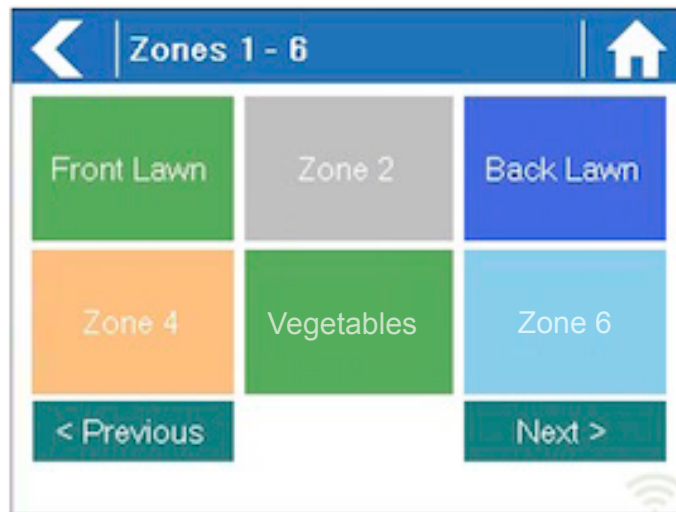 Zones 1 - 6
Front Lawn
Zone 2
Back Lawn
Zone 4
Vegetables
Zone 6
< Previous
Next >